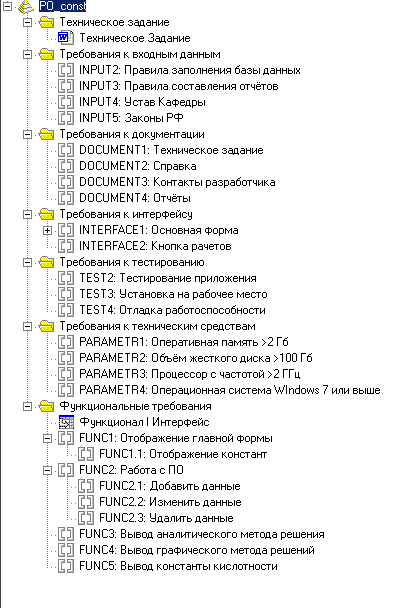 PO_const
Техническое задание
Техническое Задание
Требования к входным данным
INPUT2: Правила заполнения базы данных
INPUT3: Правила составления отчётов
INPUT4: Устав Кафедры
INPUT5: Законы РФ
Требования к документации
DOCUMENT1: Техническое задание
DOCUMENT2: Справка
DOCUMENT3: Контакты разработчика
DOCUMENT4: Отчёты
Требования к интерфейсу
INTERFACE1: Основная форма
INTERFACE2: Кнопка рачетов
Требования к тестированию
TEST2: Тестирование приложения
TEST3: Установка на рабочее место
TEST4: Отладка работоспособности
Требования к техническим средствам
PARAMETR1: Оперативная память >2 Гб
PARAMETR2: Объём жесткого диска >100 Гб
PARAMETR3: Процессор с частотой >2 ГГц
PARAMETR4: Операционная система WIndows 7 или выше
Функциональные требования
Функционал I Интерфейс
FUNC1: Отображение главной формы
FUNC1.1: Отображение констант
FUNC2: Работа с ПО
FUNC2.1: Добавить данные
FUNC2.2: Изменить данные
FUNC2.3: Удалить данные
FUNC3: Вывод аналитического метода решения
FUNC4: Вывод графического метода решений
FUNC5: Вывод константы кислотности